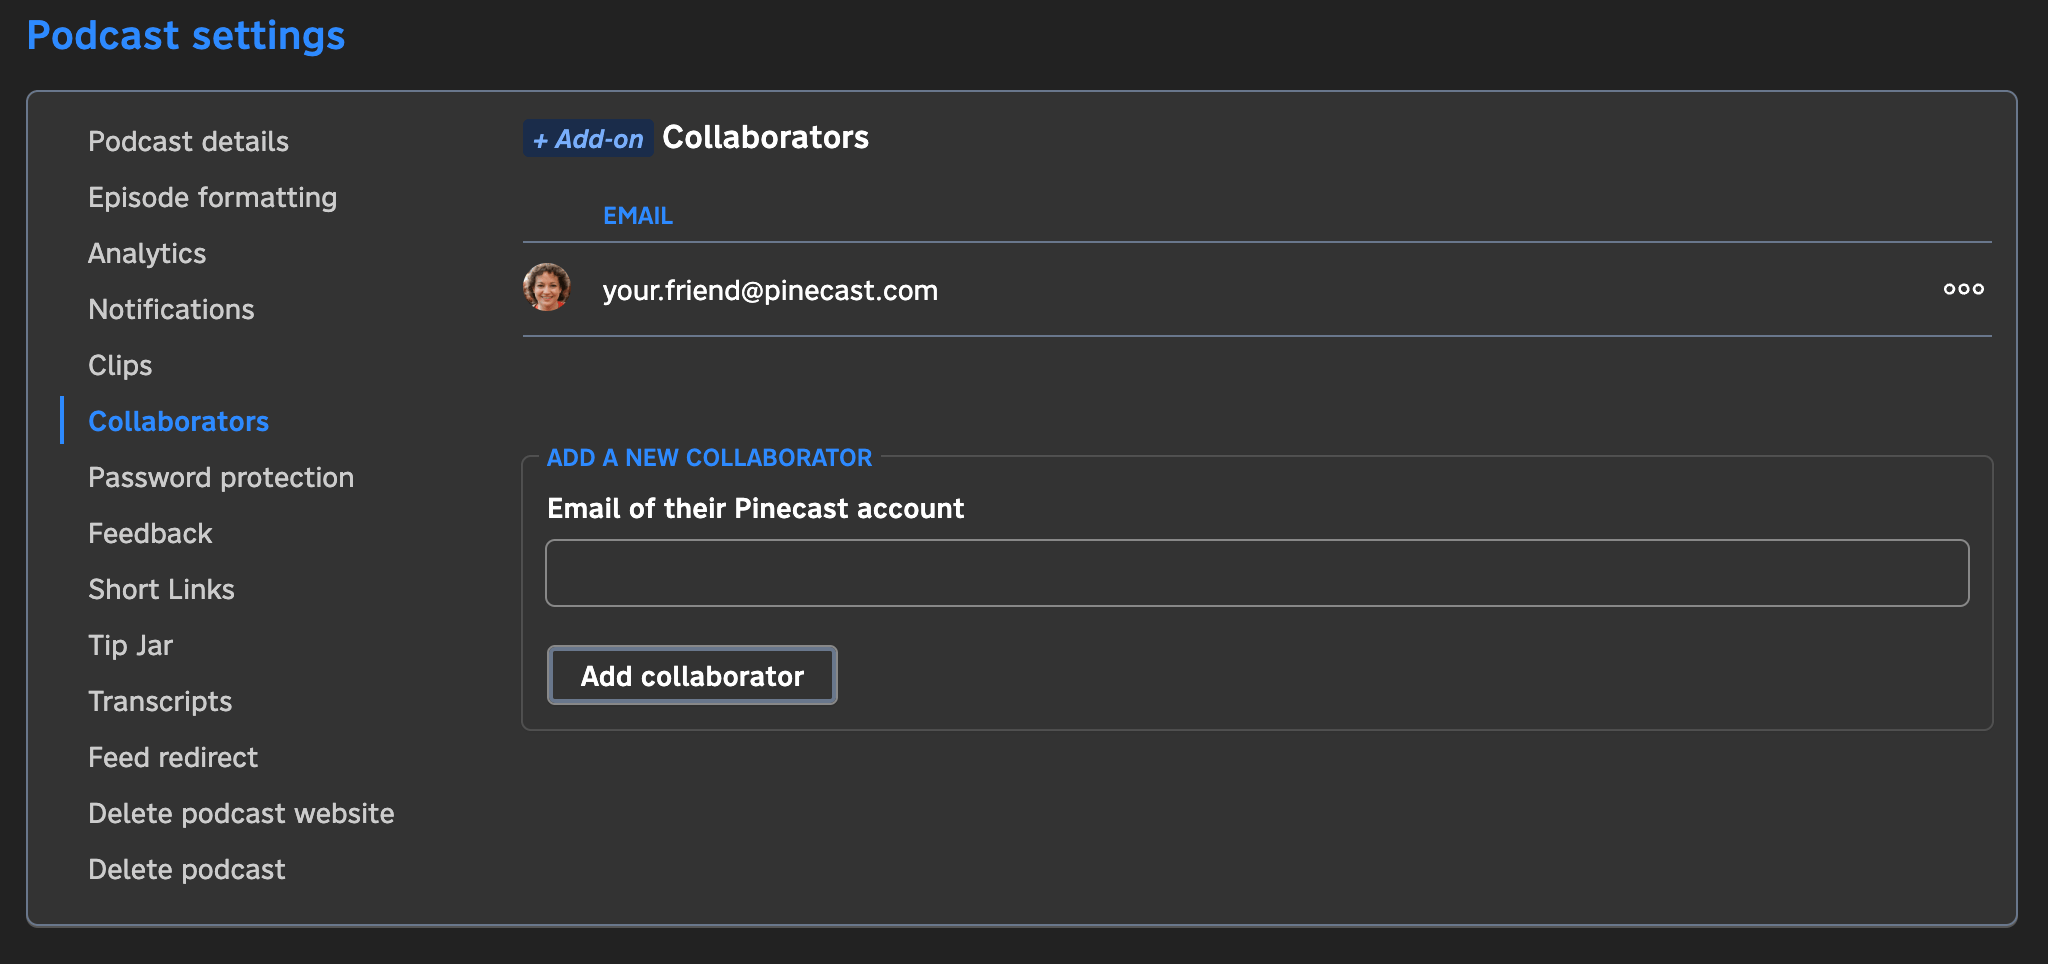 Podcast settings
Podcast details
Episode formatting
Analytics
Notifications
Clips
Collaborators
Password protection
Feedback
Short Links
Tip Jar
Transcripts
Feed redirect
Delete podcast website
Delete podcast
+ Add-on Collaborators
EMAIL
your.friend@pinecast.com
ADD A NEW COLLABORATOR
Email of their Pinecast account
Add collaborator